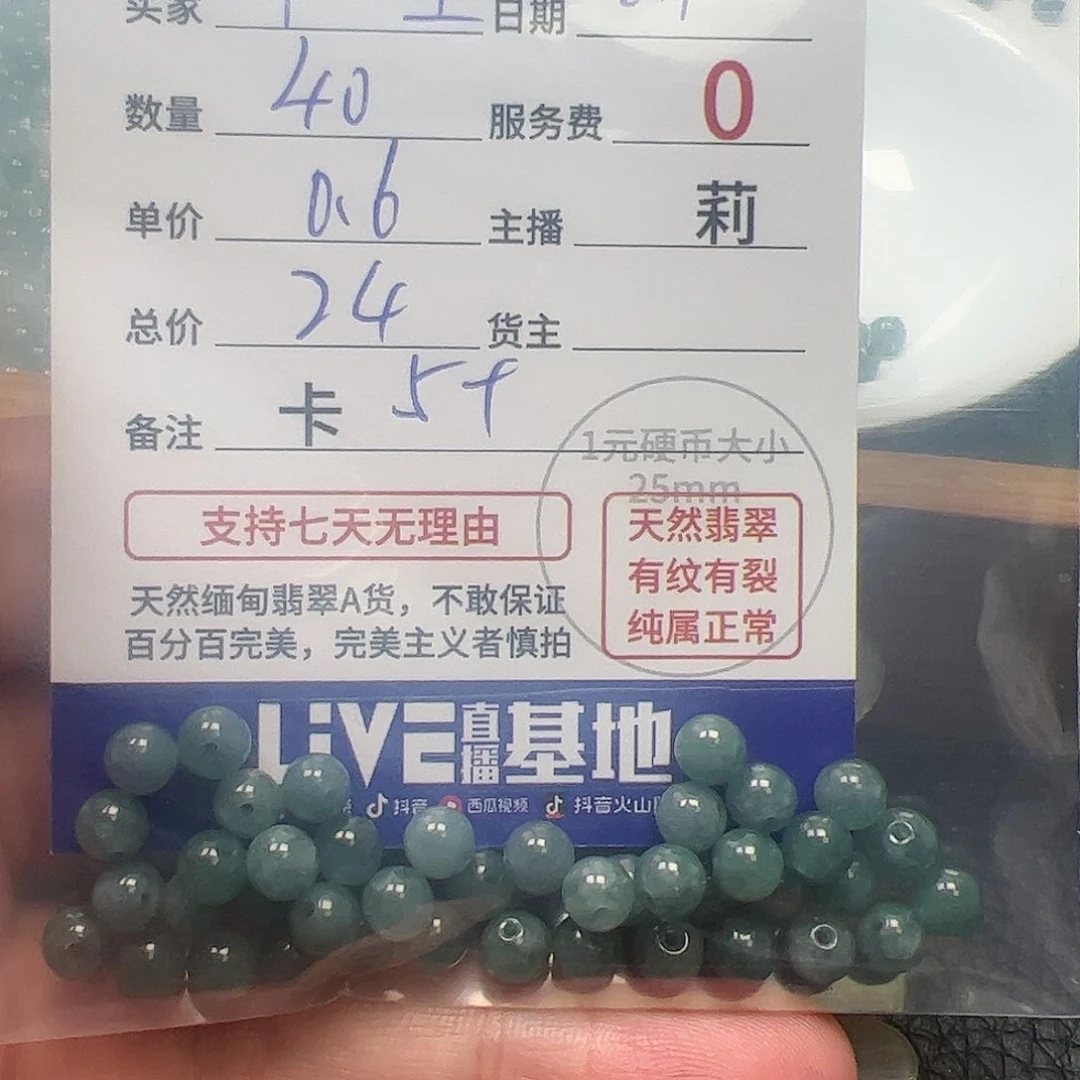 买家 日期
数量 40 服务费 0
单价 0.6 主播 莉
总价 24 货主
备注 卡 5+
1元硬币大小
25mm
支持七天无理由
天然翡翠
有纹有裂
纯属正常
天然缅甸翡翠A货，不敢保证
百分百完美，完美主义者慎拍
LiVE直播基地
抖音 西瓜视频 抖音火山